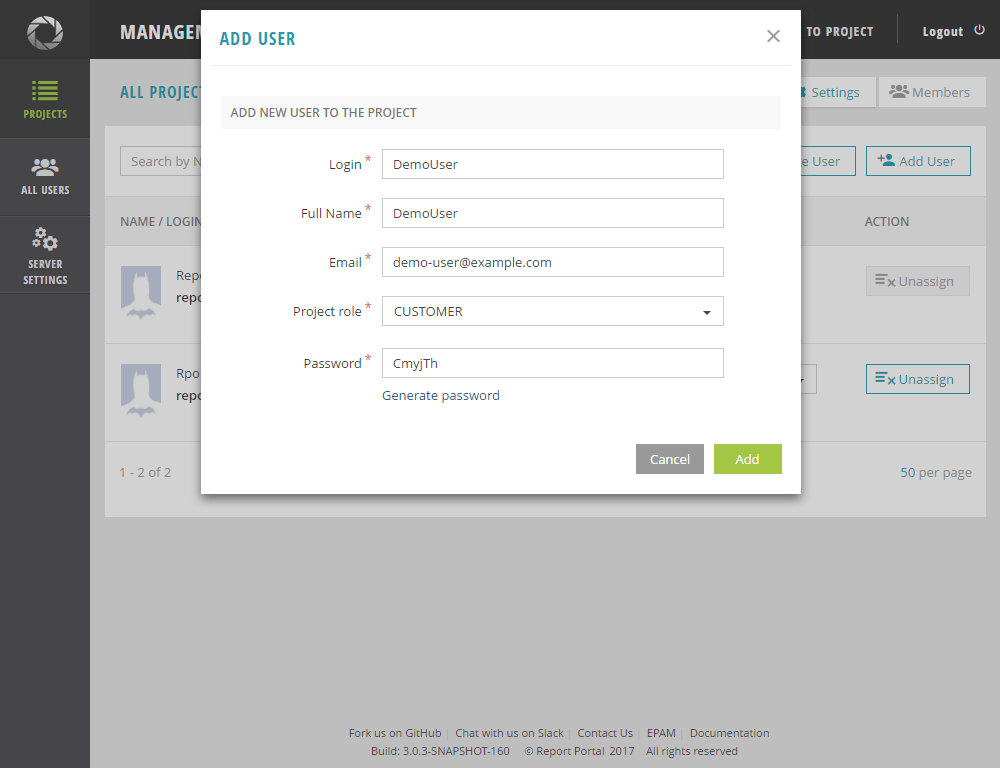 MANAGEM
TO PROJECT
Logout
PROJECTS
ALL USERS
SERVER
SETTINGS
ALL PROJECT
Settings
Members
Search by N
e User
Add User
NAME / LOGIN
ACTION
Repo
repo
Unassign
Rpo
repo
Unassign
1 - 2 of 2
50 per page
ADD USER
ADD NEW USER TO THE PROJECT
Login *
DemoUser
Full Name *
DemoUser
Email *
demo-user@example.com
Project role *
CUSTOMER
Password *
CmyjTh
Generate password
Cancel
Add
Fork us on GitHub Chat with us on Slack Contact Us EPAM Documentation
Build: 3.0.3-SNAPSHOT-160 © Report Portal 2017 All rights reserved